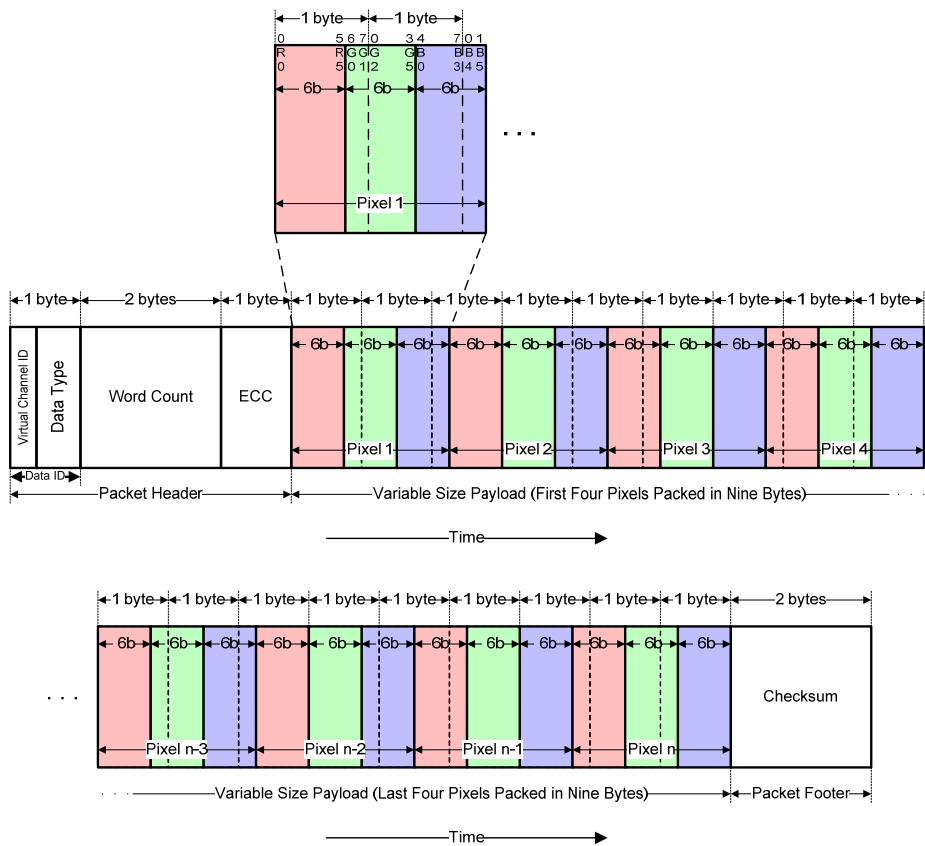 1 byte 1 byte
0 5 6 7 0 3 4 7 0 1
R R G G G G B B B B
0 5 0 1 2 5 0 3 4 5
6b 6b 6b
. . .
Pixel 1
1 byte 2 bytes 1 byte 1 byte 1 byte 1 byte 1 byte 1 byte 1 byte 1 byte 1 byte 1 byte
6b 6b 6b 6b 6b 6b 6b 6b 6b 6b 6b 6b
Virtual Channel ID
Data Type
Word Count
ECC
Pixel 1 Pixel 2 Pixel 3 Pixel 4
Data ID
Packet Header Variable Size Payload (First Four Pixels Packed in Nine Bytes) . . .
Time
1 byte 1 byte 1 byte 1 byte 1 byte 1 byte 1 byte 1 byte 1 byte 2 bytes
6b 6b 6b 6b 6b 6b 6b 6b 6b 6b 6b 6b
. . .
Checksum
Pixel n-3 Pixel n-2 Pixel n-1 Pixel n
. . . Variable Size Payload (Last Four Pixels Packed in Nine Bytes) Packet Footer
Time